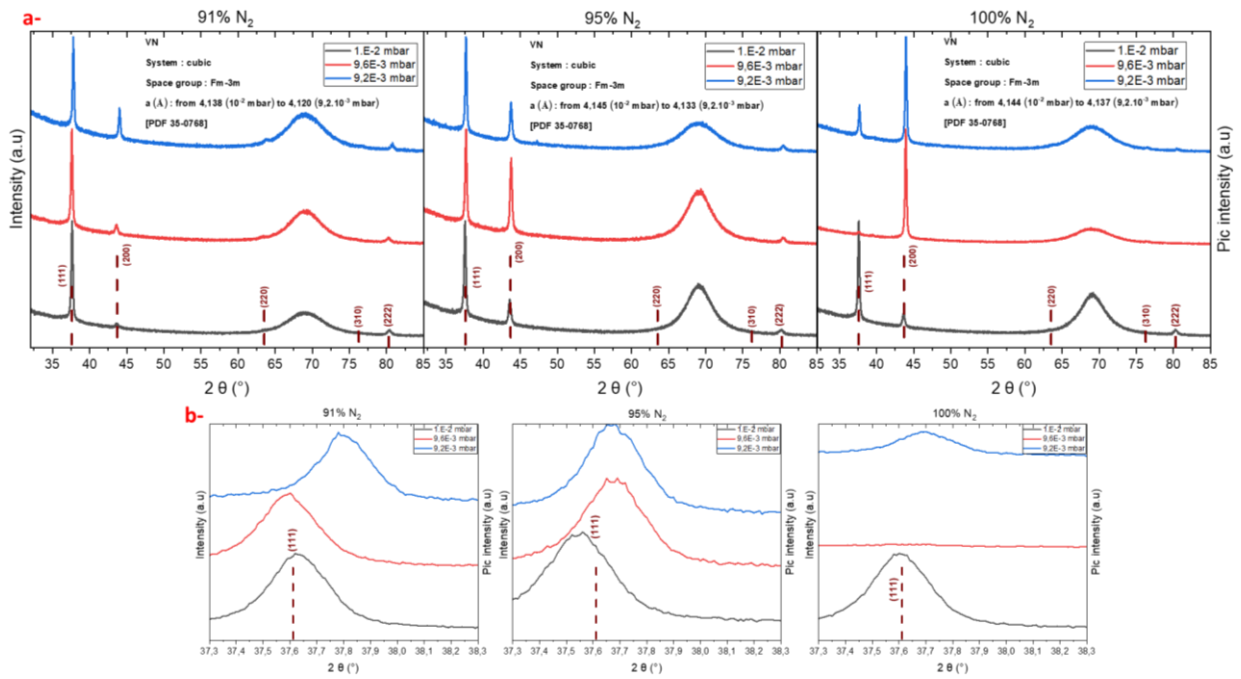 a-
91% N2
95% N2
100% N2
VN
System : cubic
Space group : Fm-3m
a (Å) : from 4,138 (10-2 mbar) to 4,120 (9,2.10-3 mbar)
[PDF 35-0768]
1.E-2 mbar
9,6E-3 mbar
9,2E-3 mbar
VN
System : cubic
Space group : Fm-3m
a (Å) : from 4,145 (10-2 mbar) to 4,133 (9,2.10-3 mbar)
[PDF 35-0768]
1.E-2 mbar
9,6E-3 mbar
9,2E-3 mbar
VN
System : cubic
Space group : Fm-3m
a (Å) : from 4,144 (10-2 mbar) to 4,137 (9,2.10-3 mbar)
[PDF 35-0768]
1.E-2 mbar
9,6E-3 mbar
9,2E-3 mbar
Intensity (a.u)
Pic intensity (a.u)
(111)
(200)
(220)
(310)
(222)
(111)
(200)
(220)
(310)
(222)
(111)
(200)
(220)
(310)
(222)
35 40 45 50 55 60 65 70 75 80 85
35 40 45 50 55 60 65 70 75 80 85
35 40 45 50 55 60 65 70 75 80 85
2 θ (°)
2 θ (°)
2 θ (°)
b-
91% N2
95% N2
100% N2
1.E-2 mbar
9,6E-3 mbar
9,2E-3 mbar
1.E-2 mbar
9,6E-3 mbar
9,2E-3 mbar
1.E-2 mbar
9,6E-3 mbar
9,2E-3 mbar
Intensity (a.u)
Pic intensity (a.u)
Intensity (a.u)
Pic intensity (a.u)
Intensity (a.u)
Pic intensity (a.u)
(111)
(111)
(111)
37,3 37,4 37,5 37,6 37,7 37,8 37,9 38,0 38,1 38,2 38,3
37,3 37,4 37,5 37,6 37,7 37,8 37,9 38,0 38,1 38,2 38,3
37,3 37,4 37,5 37,6 37,7 37,8 37,9 38,0 38,1 38,2 38,3
2 θ (°)
2 θ (°)
2 θ (°)